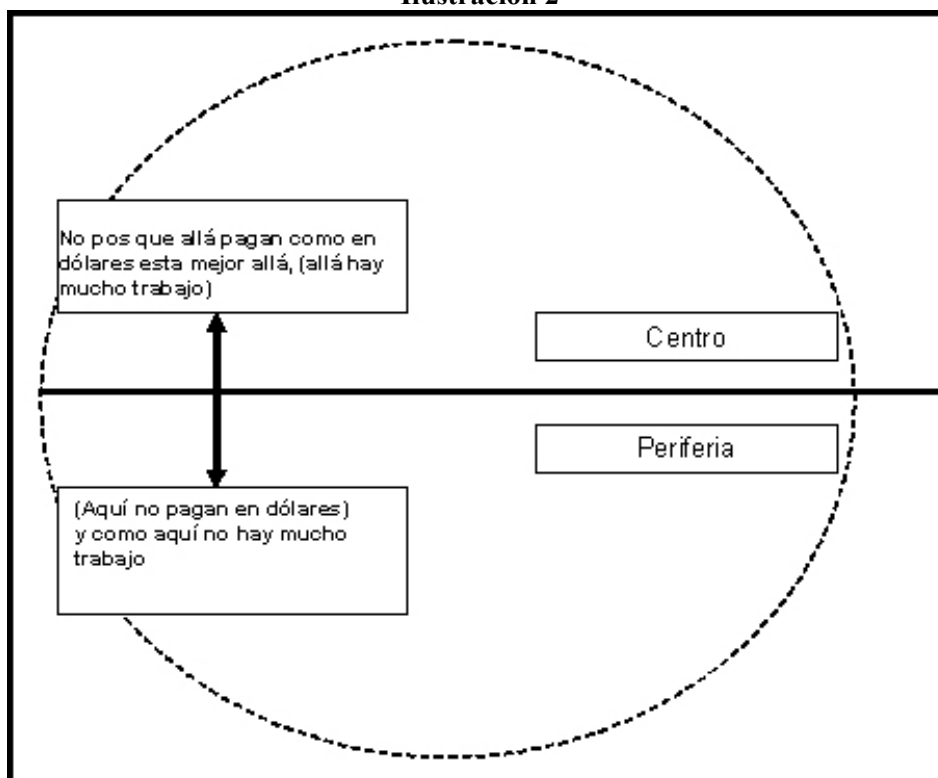 Ilustración 2
No pos que allá pagan como en
dólares esta mejor allá, (allá hay
mucho trabajo)
Centro
Periferia
(Aquí no pagan en dólares)
y como aquí no hay mucho
trabajo